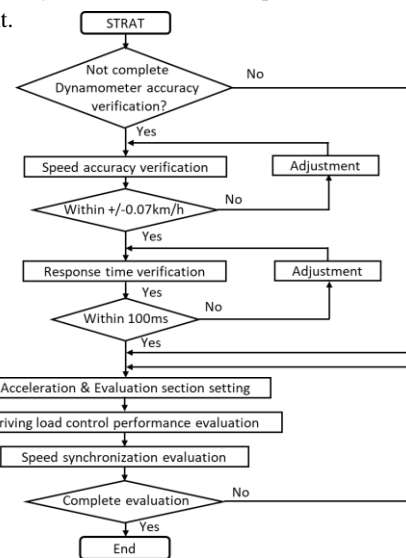 t.
STRAT
Not complete
Dynamometer accuracy
verification?
No
Yes
Speed accuracy verification
Adjustment
Within +/-0.07km/h
No
Yes
Response time verification
Adjustment
Yes
Within 100ms
No
Yes
Acceleration & Evaluation section setting
riving load control performance evaluation
Speed synchronization evaluation
Complete evaluation
No
Yes
End